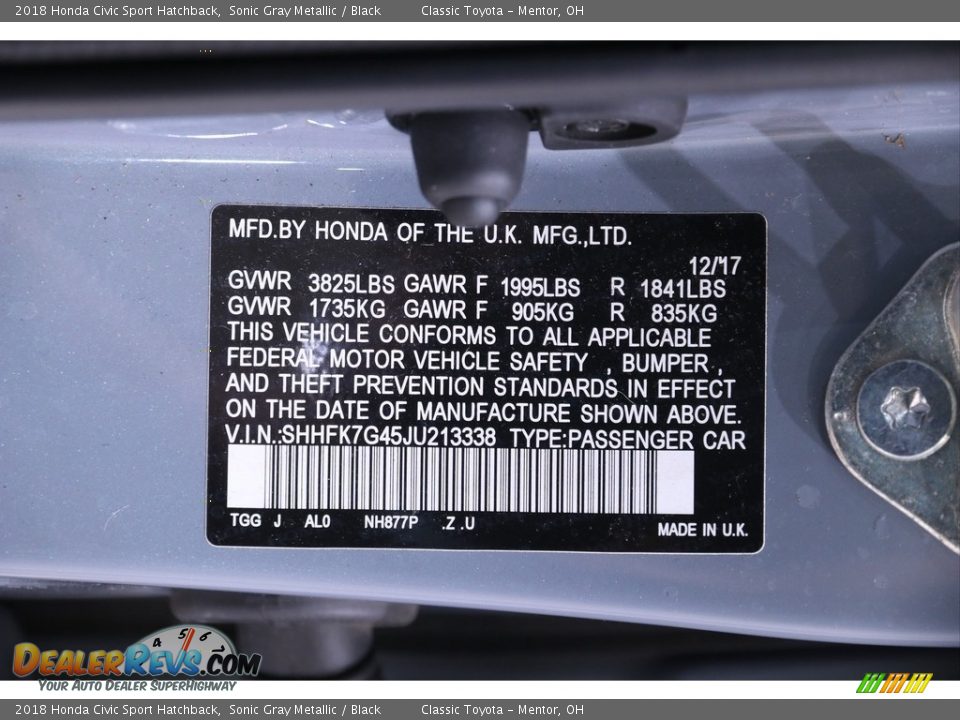 2018 Honda Civic Sport Hatchback, Sonic Gray Metallic / Black Classic Toyota - Mentor, OH
MFD.BY HONDA OF THE U.K. MFG.,LTD.
12/'17
GVWR 3825LBS GAWR F 1995LBS R 1841LBS
GVWR 1735KG GAWR F 905KG R 835KG
THIS VEHICLE CONFORMS TO ALL APPLICABLE
FEDERAL MOTOR VEHICLE SAFETY , BUMPER ,
AND THEFT PREVENTION STANDARDS IN EFFECT
ON THE DATE OF MANUFACTURE SHOWN ABOVE.
V.I.N.:SHHFK7G45JU213338 TYPE:PASSENGER CAR
TGG J AL0 NH877P .Z .U
MADE IN U.K.
4 5 6
DEALERREVS.COM
YOUR AUTO DEALER SUPERHIGHWAY
2018 Honda Civic Sport Hatchback, Sonic Gray Metallic / Black Classic Toyota - Mentor, OH